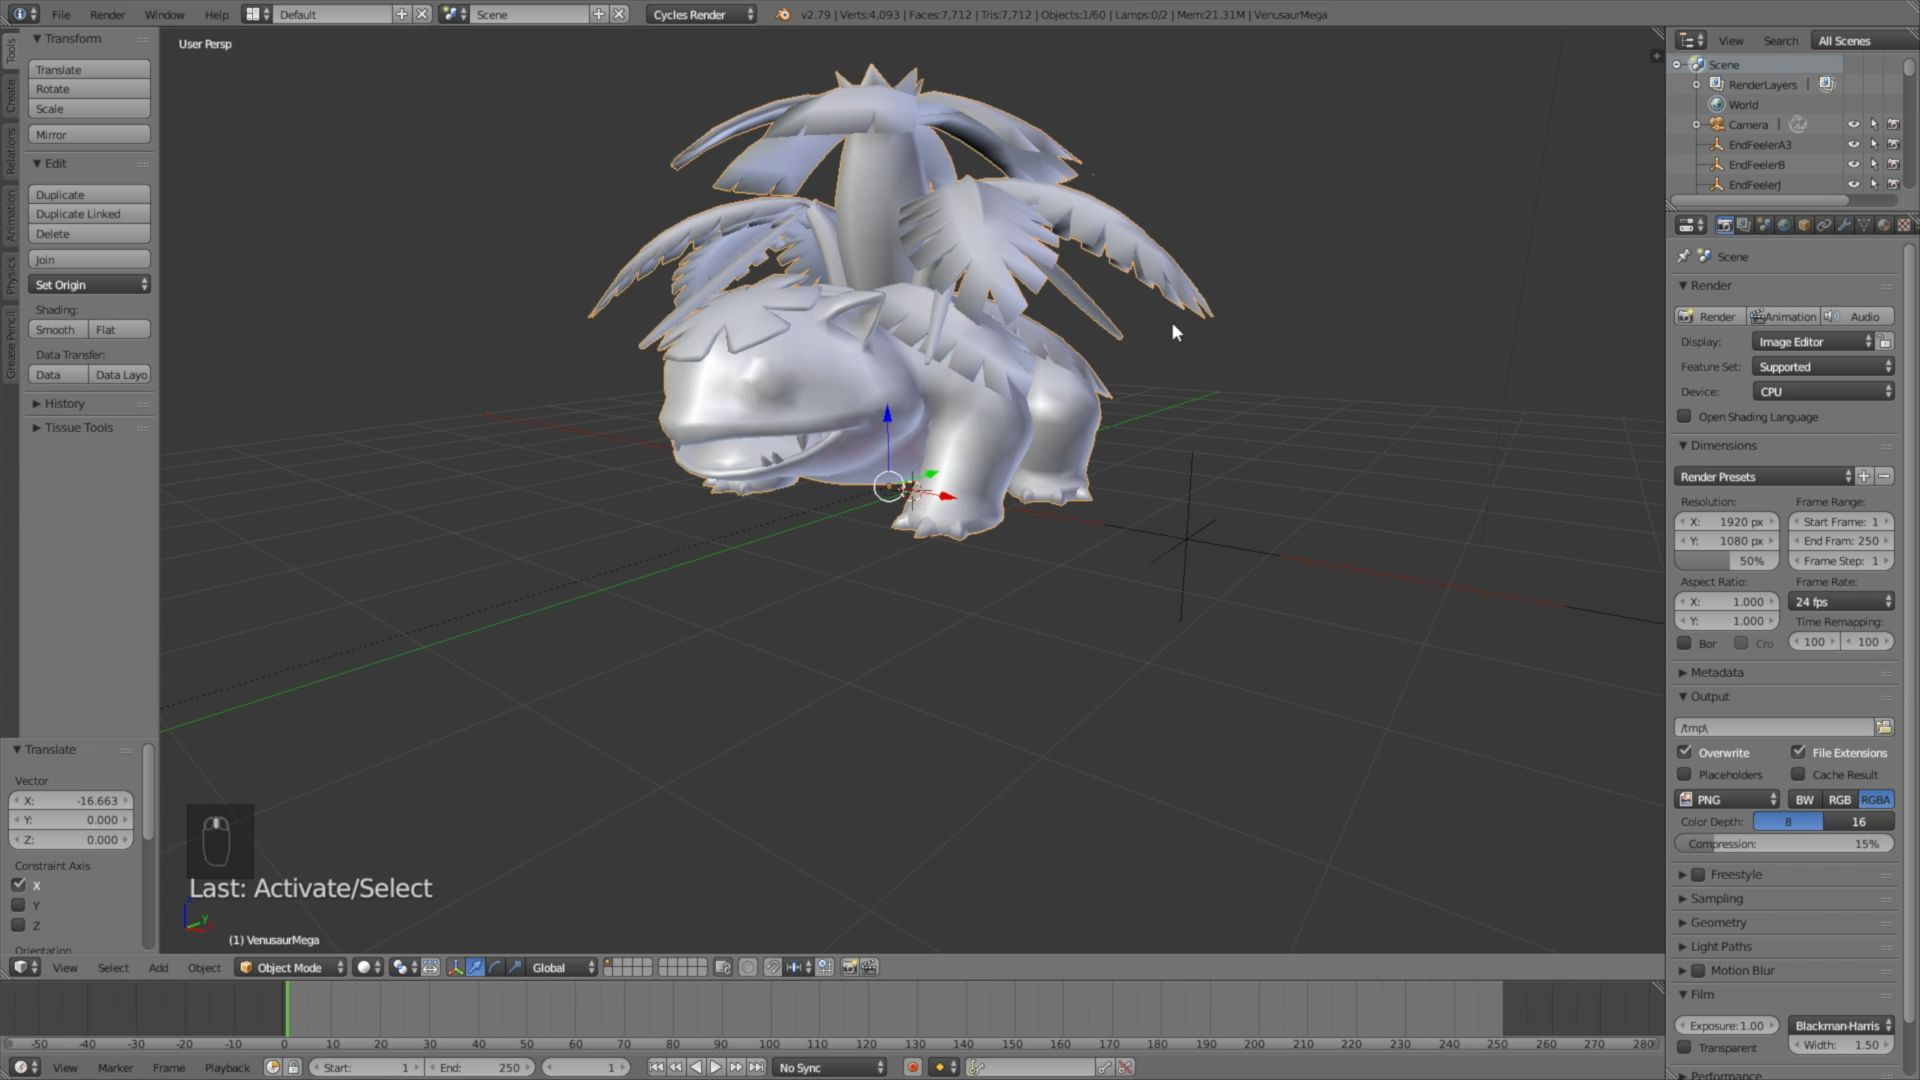 File Render Window Help Default Scene Cycles Render v2.79 | Verts:4,093 | Faces:7,712 | Tris:7,712 | Objects:1/60 | Lamps:0/2 | Mem:21.31M | VenusaurMega
Tools
Create
Relations
Animation
Physics
Grease Pencil
Transform
Translate
Rotate
Scale
Mirror
Edit
Duplicate
Duplicate Linked
Delete
Join
Set Origin
Shading:
Smooth Flat
Data Transfer:
Data Data Layo
History
Tissue Tools
Translate
Vector
X: -16.663
Y: 0.000
Z: 0.000
Constraint Axis
X
Y
Z
Orientation
User Persp
Last: Activate/Select
y
(1) VenusaurMega
View Select Add Object Object Mode Global
-50 -40 -30 -20 -10 0 10 20 30 40 50 60 70 80 90 100 110 120 130 140 150 160 170 180 190 200 210 220 230 240 250 260 270 280
View Marker Frame Playback Start: 1 End: 250 1 No Sync
View Search All Scenes
Scene
RenderLayers |
World
Camera |
EndFeelerA3
EndFeelerB
EndFeelerJ
Scene
Render
Render Animation Audio
Display: Image Editor
Feature Set: Supported
Device: CPU
Open Shading Language
Dimensions
Render Presets
Resolution: Frame Range:
X: 1920 px Start Frame: 1
Y: 1080 px End Fram: 250
50% Frame Step: 1
Aspect Ratio: Frame Rate:
X: 1.000 24 fps
Y: 1.000 Time Remapping:
Bor Cro 100 100
Metadata
Output
/tmp\
Overwrite File Extensions
Placeholders Cache Result
PNG BW RGB RGBA
Color Depth: 8 16
Compression: 15%
Freestyle
Sampling
Geometry
Light Paths
Motion Blur
Film
Exposure: 1.00 Blackman-Harris
Transparent Width: 1.50
Performance